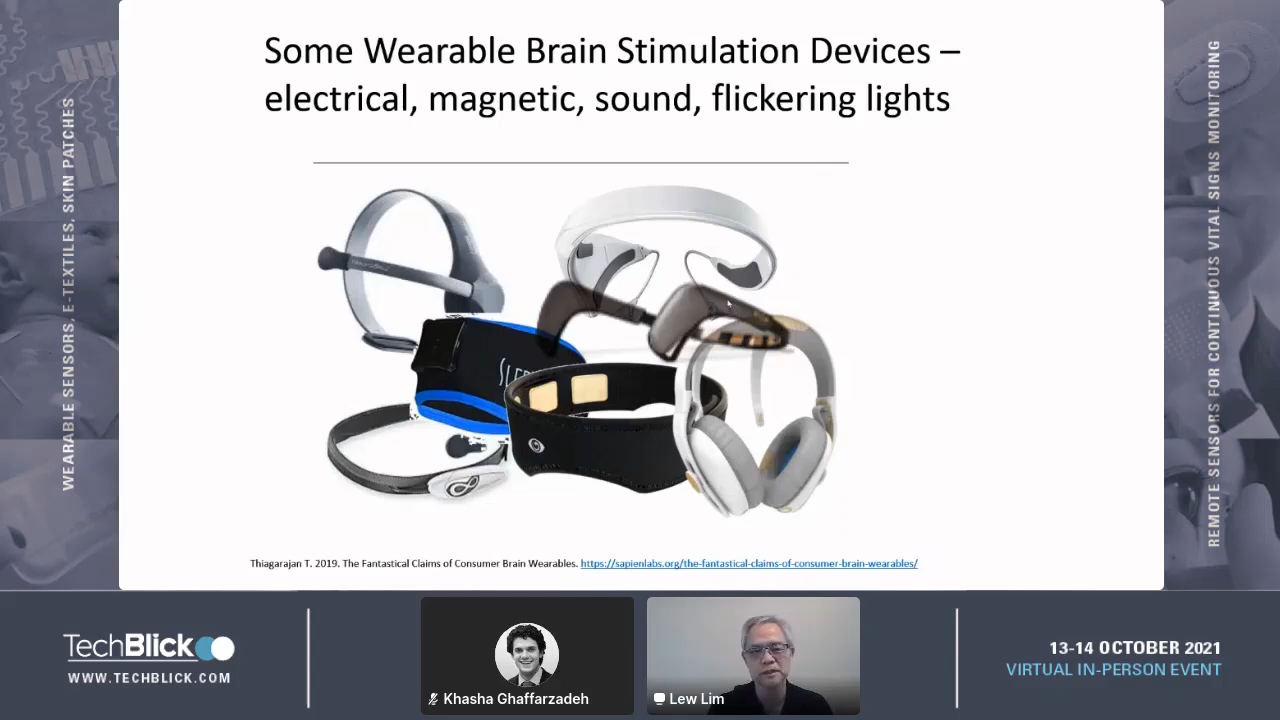 Some Wearable Brain Stimulation Devices –
electrical, magnetic, sound, flickering lights
WEARABLE SENSORS, E-TEXTILES, SKIN PATCHES
REMOTE SENSORS FOR CONTINUOUS VITAL SIGNS MONITORING
Thiagarajan T. 2019. The Fantastical Claims of Consumer Brain Wearables. https://sapienlabs.org/the-fantastical-claims-of-consumer-brain-wearables/
TechBlick
WWW.TECHBLICK.COM
Khasha Ghaffarzadeh
Lew Lim
13-14 OCTOBER 2021
VIRTUAL IN-PERSON EVENT